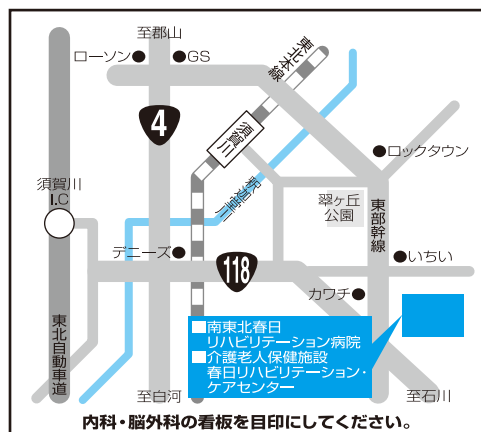 至郡山
ローソン
GS
東北本線
4
須賀川
ロックタウン
釈迦堂川
須賀川
I.C
翠ヶ丘
公園
東部幹線
デニーズ
118
いちい
カワチ
東北自動車道
南東北春日
リハビリテーション病院
介護老人保健施設
春日リハビリテーション・
ケアセンター
至白河
至石川
内科・脳外科の看板を目印にしてください。